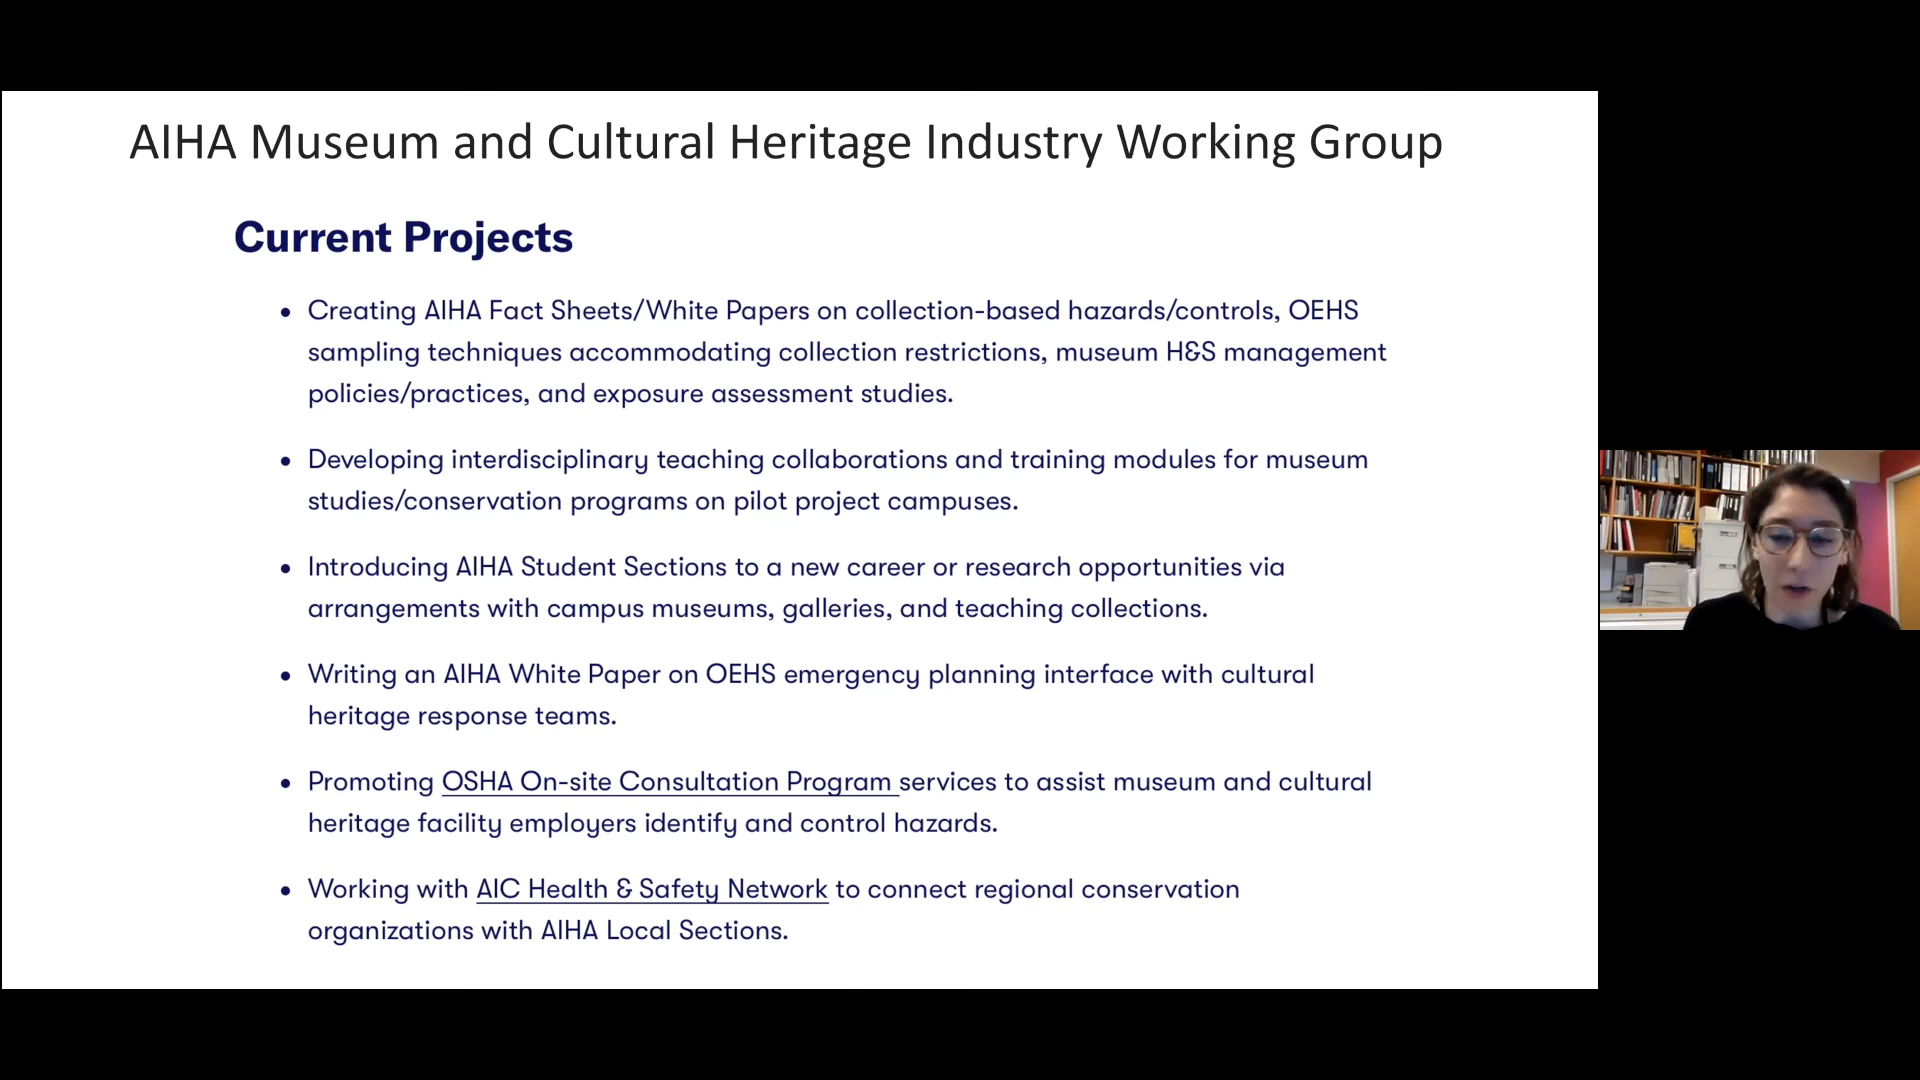 AIHA Museum and Cultural Heritage Industry Working Group
Current Projects
• Creating AIHA Fact Sheets/White Papers on collection-based hazards/controls, OEHS
sampling techniques accommodating collection restrictions, museum H&S management
policies/practices, and exposure assessment studies.
• Developing interdisciplinary teaching collaborations and training modules for museum
studies/conservation programs on pilot project campuses.
• Introducing AIHA Student Sections to a new career or research opportunities via
arrangements with campus museums, galleries, and teaching collections.
• Writing an AIHA White Paper on OEHS emergency planning interface with cultural
heritage response teams.
• Promoting OSHA On-site Consultation Program services to assist museum and cultural
heritage facility employers identify and control hazards.
• Working with AIC Health & Safety Network to connect regional conservation
organizations with AIHA Local Sections.